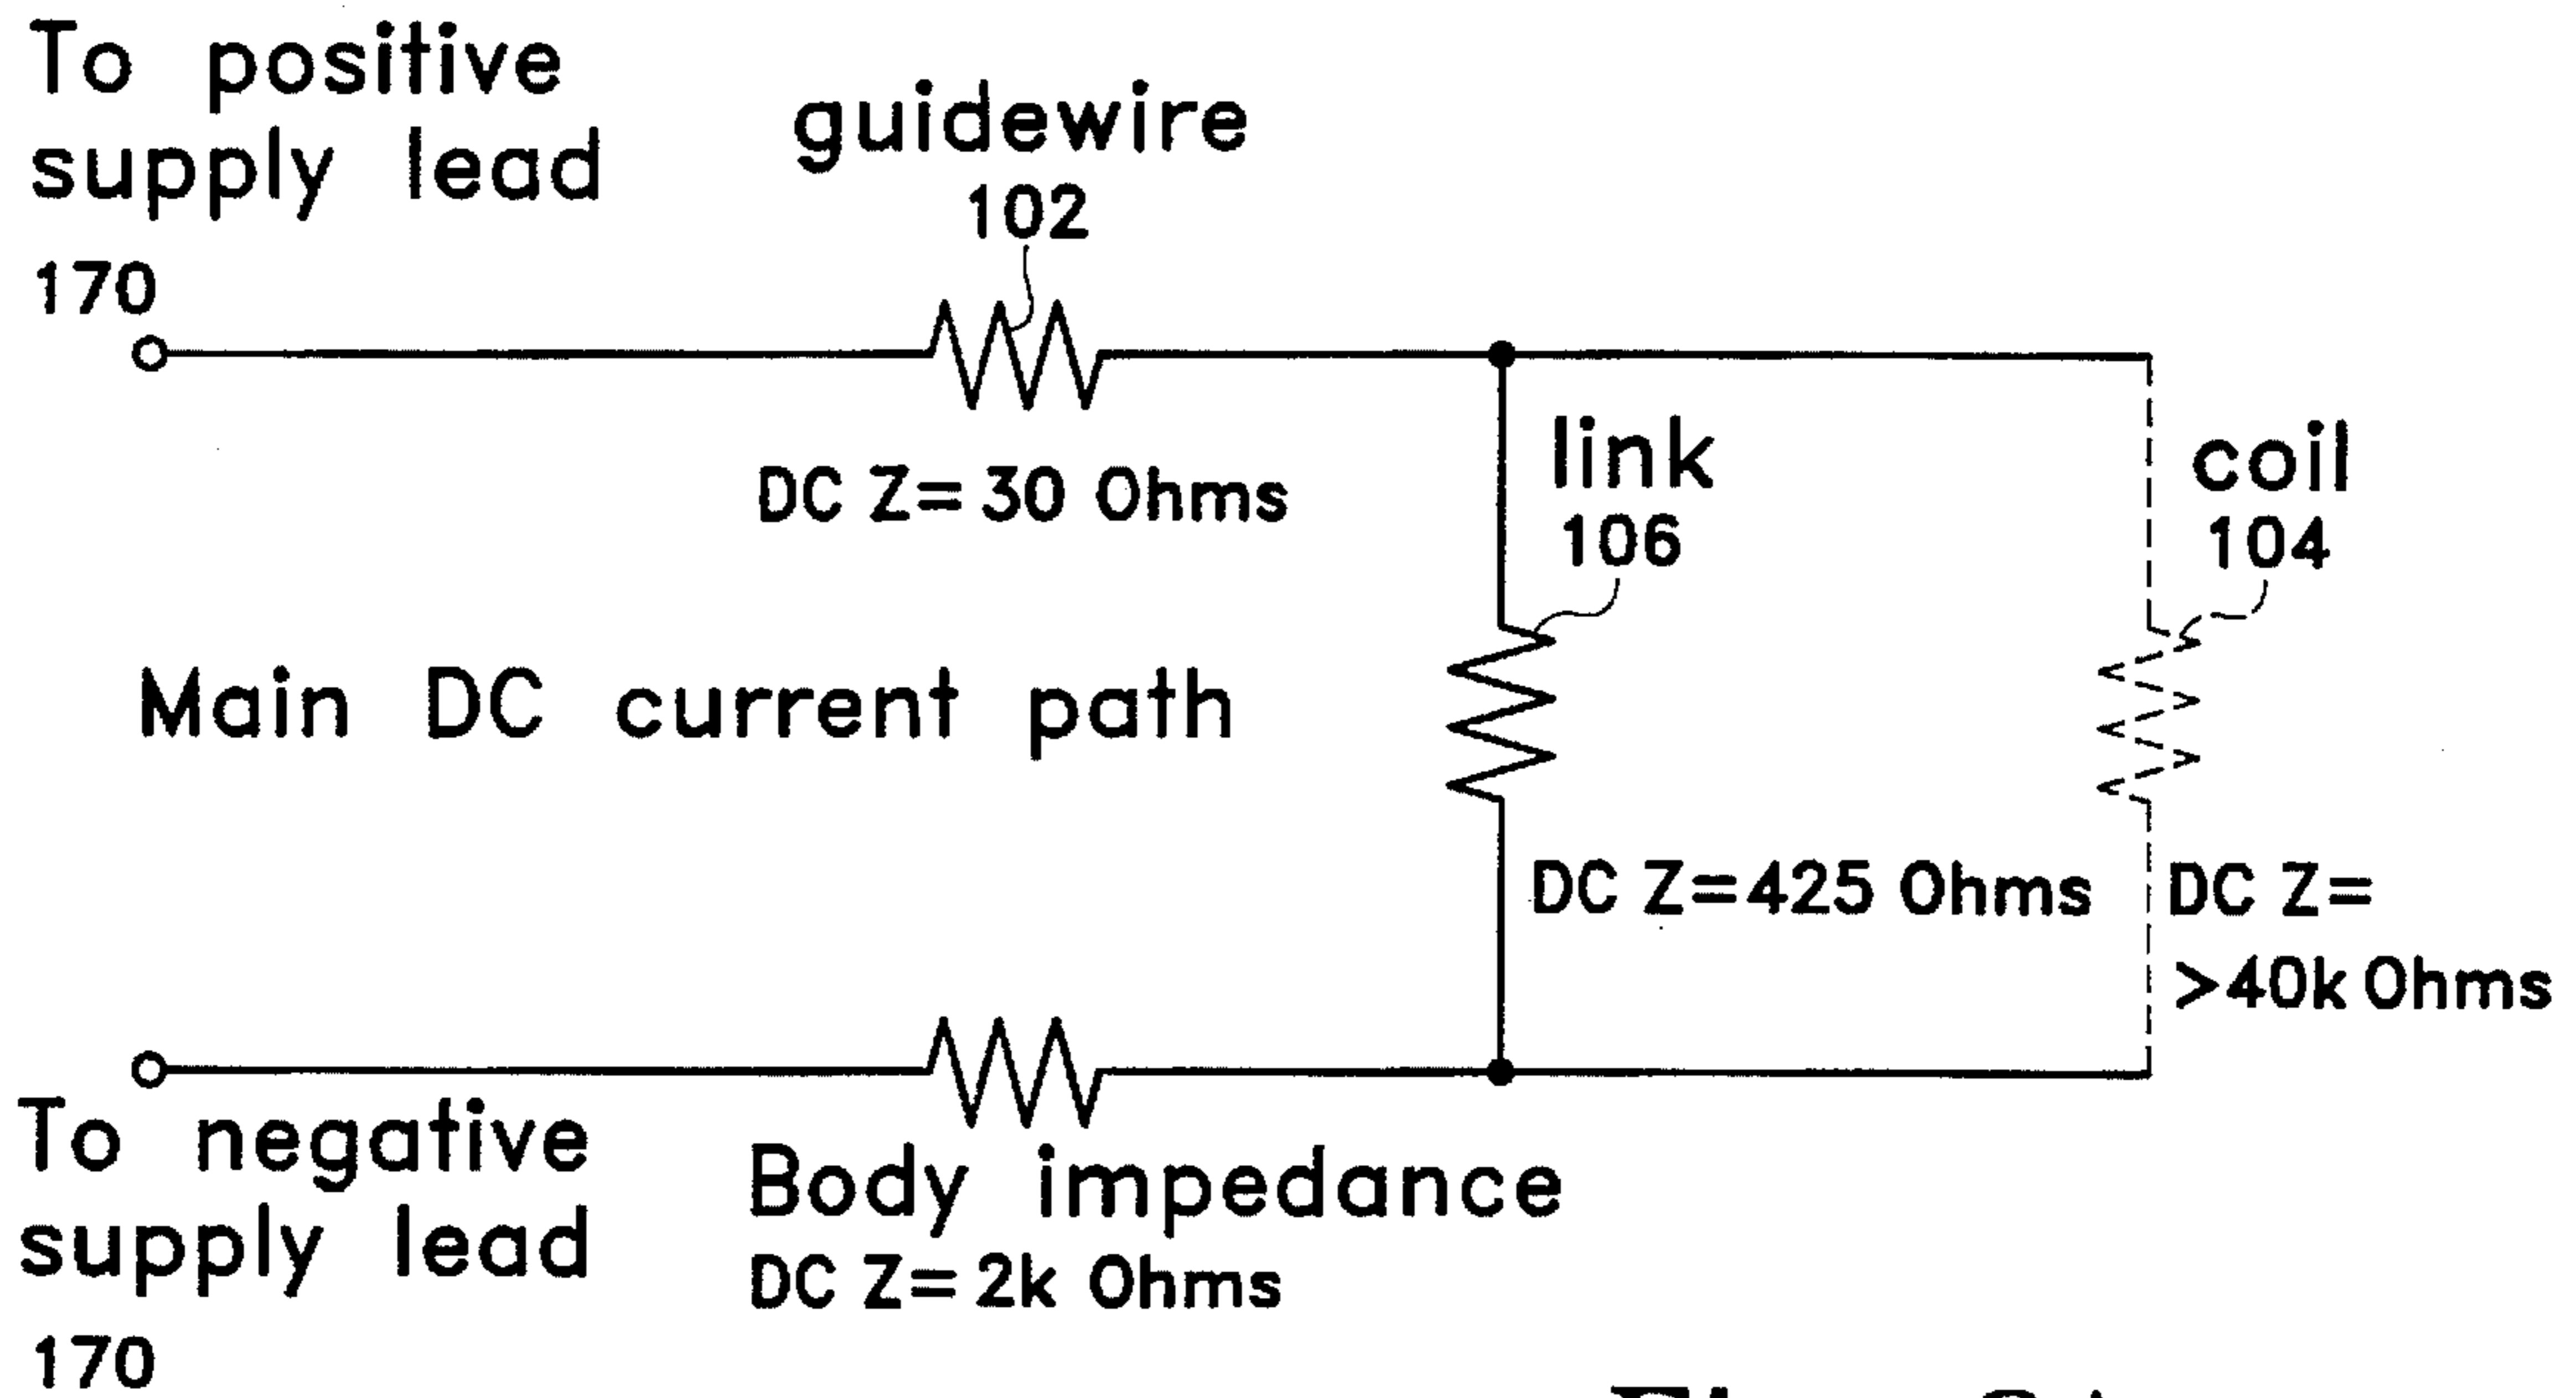 To positive
supply lead
170
guidewire
102
DC Z= 30 Ohms
link
106
coil
104
Main DC current path
DC Z=425 Ohms
DC Z=
>40k Ohms
To negative
supply lead
170
Body impedance
DC Z= 2k Ohms